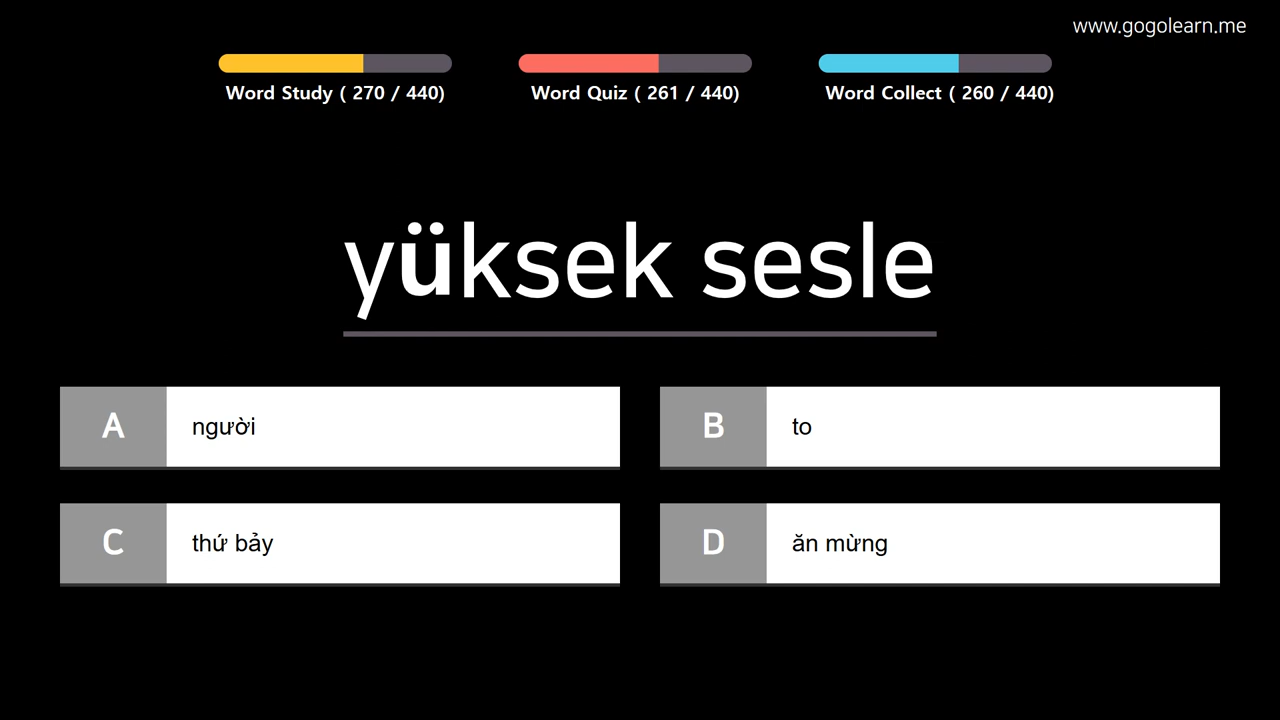 www.gogolearn.me
Word Study ( 270 / 440)
Word Quiz ( 261 / 440)
Word Collect ( 260 / 440)
yüksek sesle
A người
B to
C thứ bảy
D ăn mừng